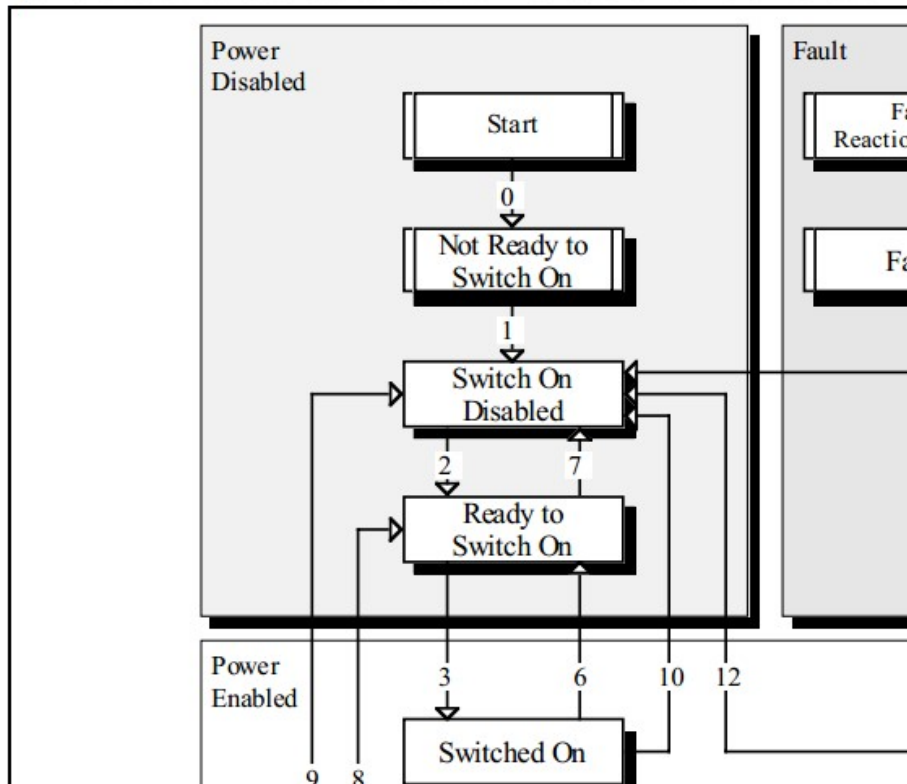 Power
Disabled
Fault
Start
Reactio
0
Not Ready to
Switch On
1
Switch On
Disabled
2
7
Ready to
Switch On
Power
Enabled
3
6
10
12
Switched On
9
8